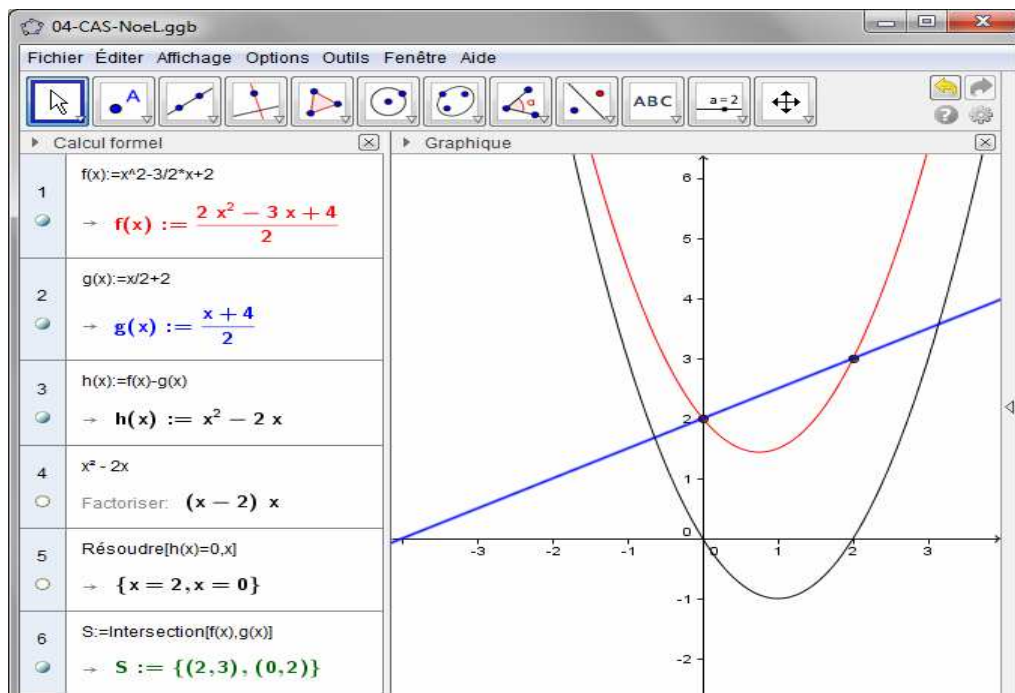 04-CAS-NoeL.ggb
Fichier Éditer Affichage Options Outils Fenêtre Aide
A
α
ABC
a=2
Calcul formel
Graphique
1
f(x):=x^2-3/2*x+2
→ f(x) := (2 x² − 3 x + 4)/2
2
g(x):=x/2+2
→ g(x) := (x + 4)/2
3
h(x):=f(x)-g(x)
→ h(x) := x² − 2 x
4
x² - 2x
Factoriser: (x − 2) x
5
Résoudre[h(x)=0,x]
→ {x = 2, x = 0}
6
S:=Intersection[f(x),g(x)]
→ S := {(2,3), (0,2)}
6
5
4
3
2
1
0
-1
-2
-3 -2 -1 0 2 3